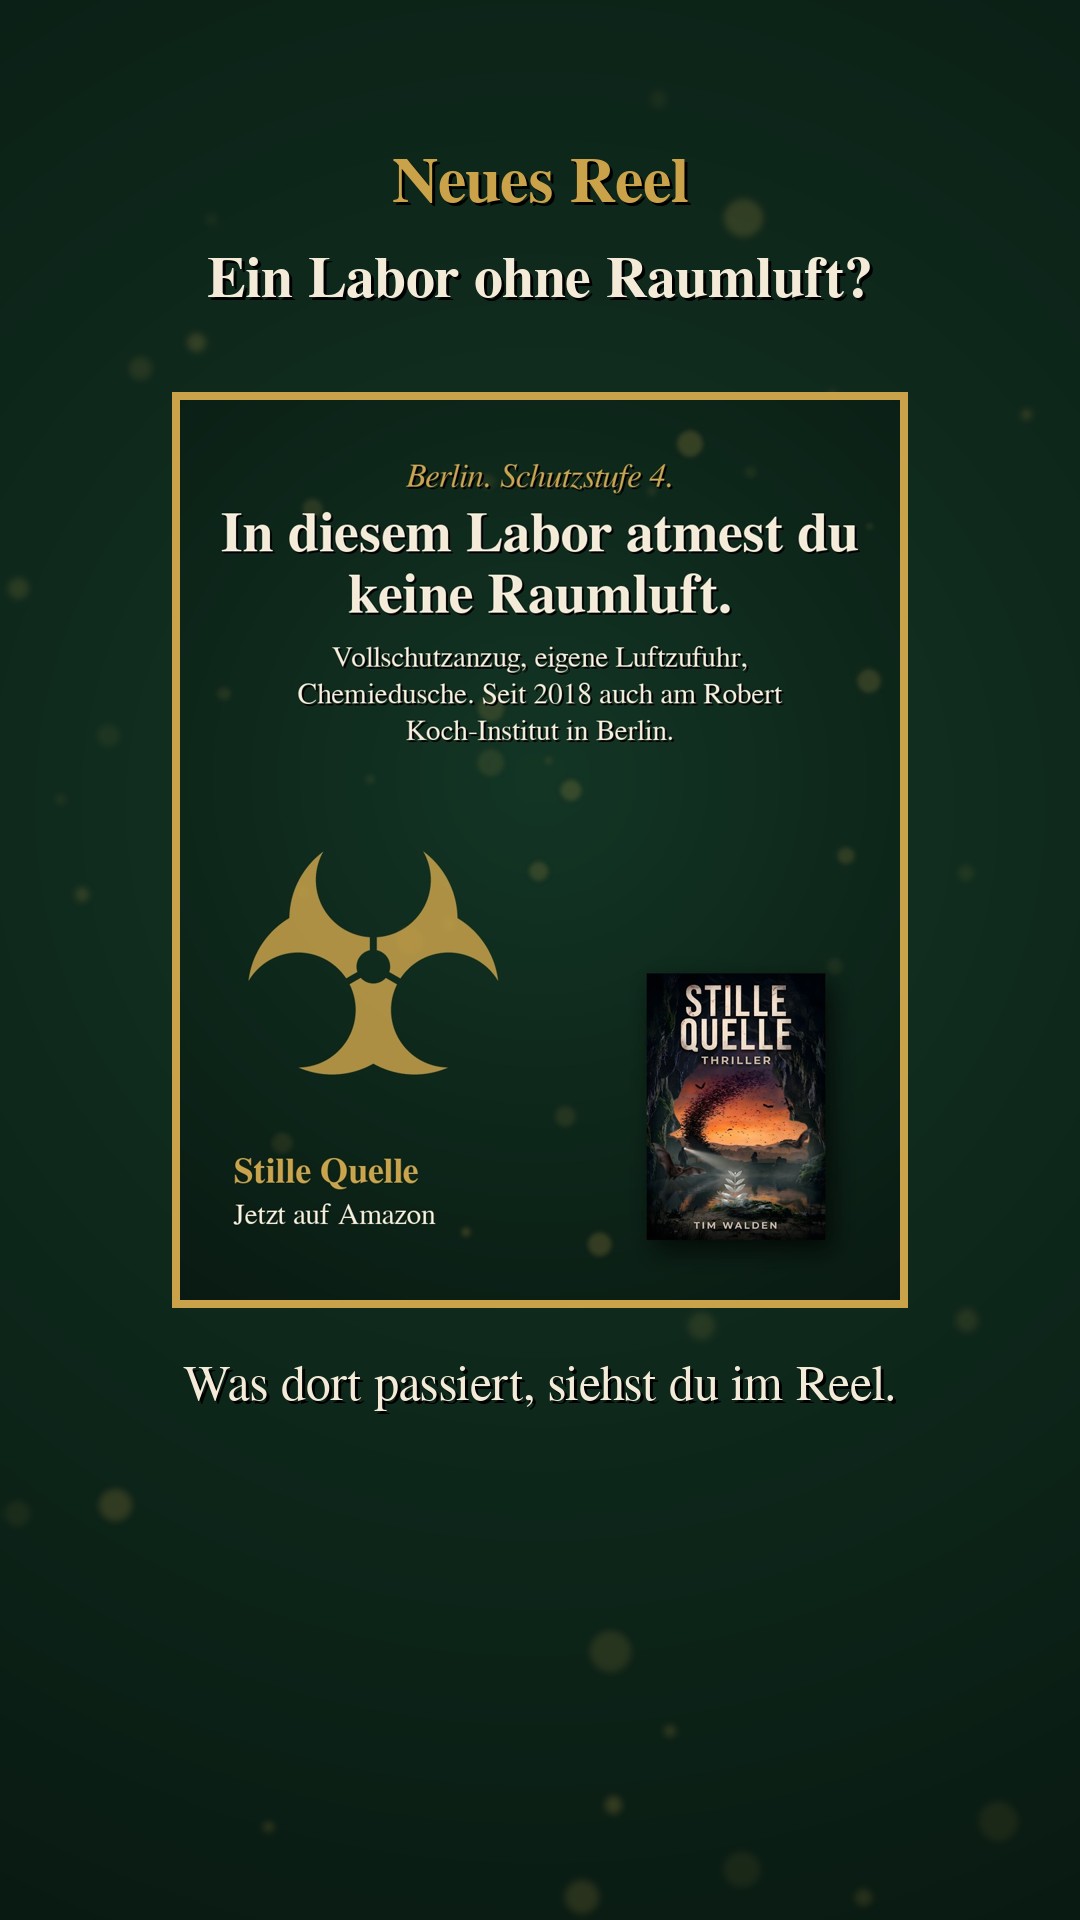 Neues Reel
Ein Labor ohne Raumluft?
Berlin. Schutzstufe 4.
In diesem Labor atmest du
keine Raumluft.
Vollschutzanzug, eigene Luftzufuhr,
Chemiedusche. Seit 2018 auch am Robert
Koch-Institut in Berlin.
STILLE
QUELLE
THRILLER
TIM WALDEN
Stille Quelle
Jetzt auf Amazon
Was dort passiert, siehst du im Reel.